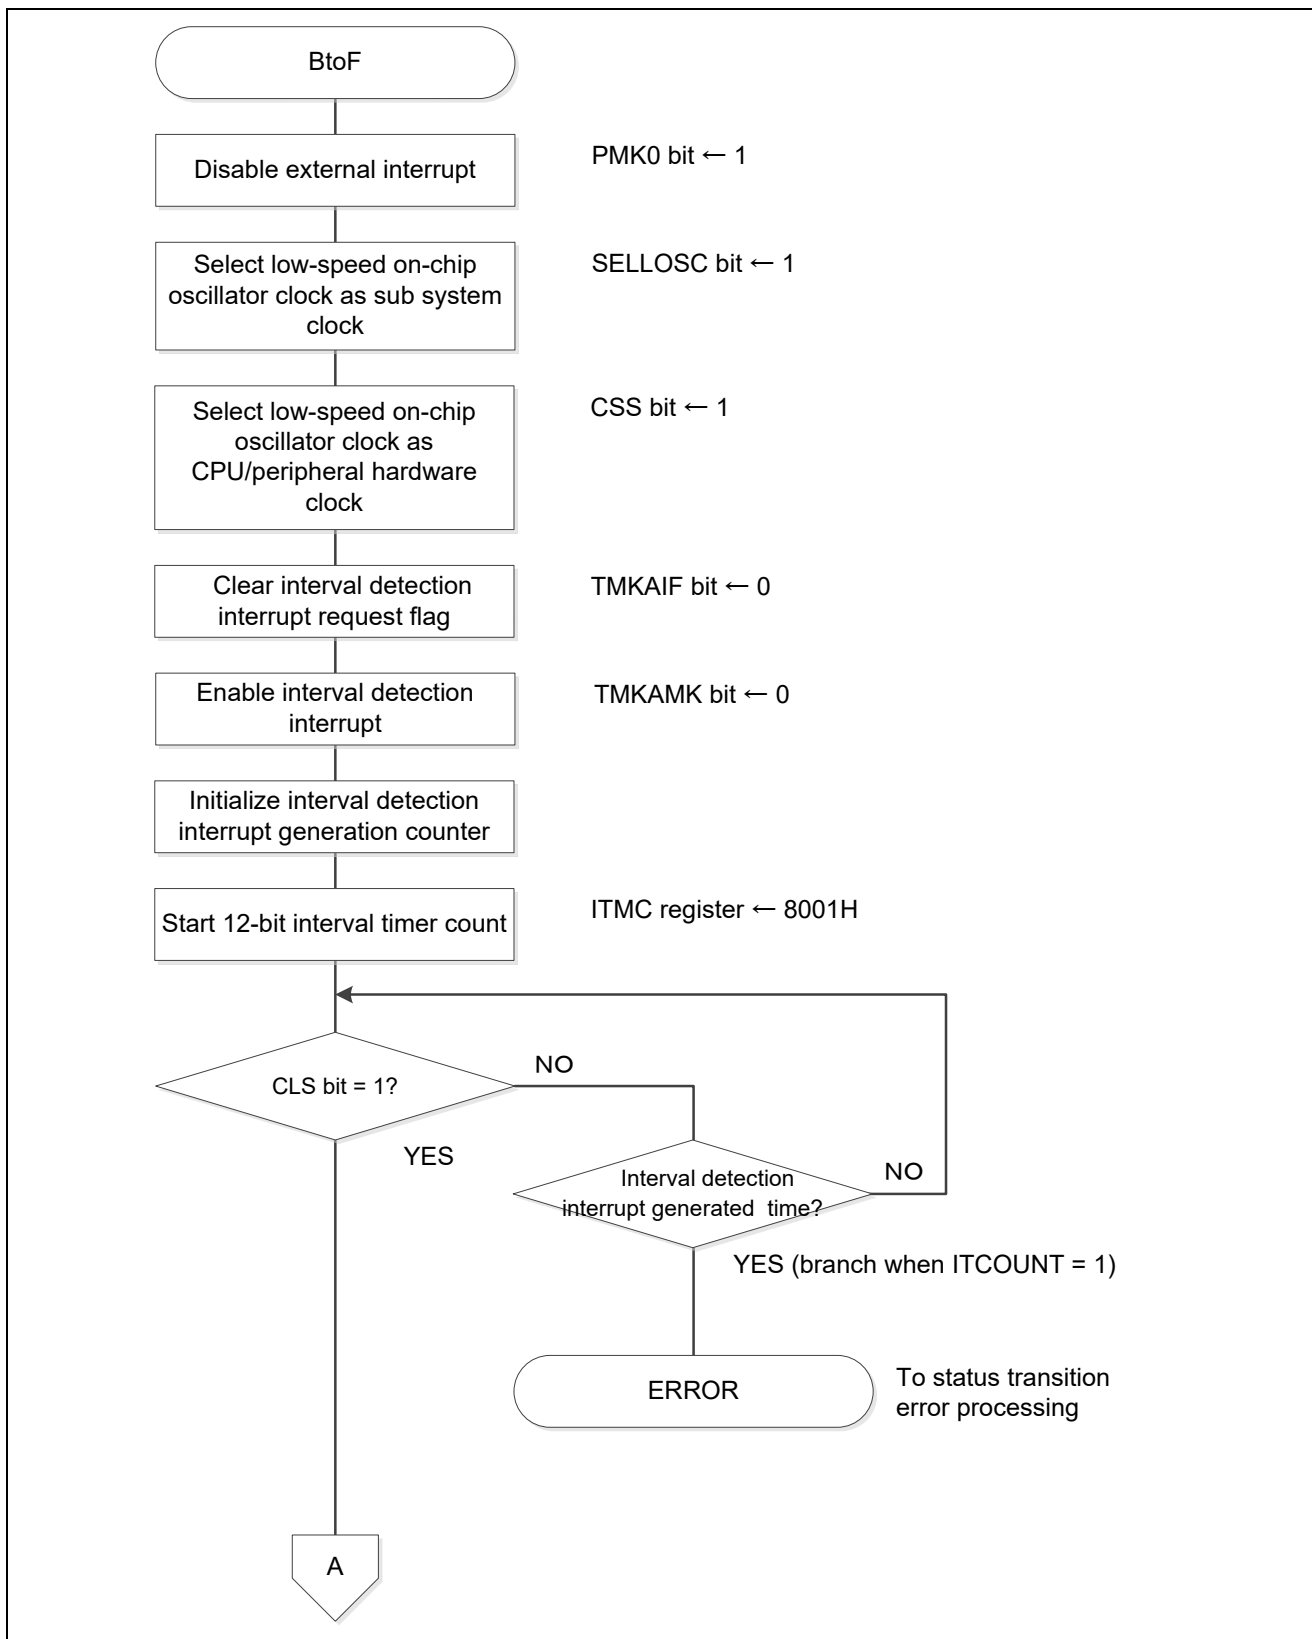 BtoF
Disable external interrupt
PMK0 bit ← 1
Select low-speed on-chip
oscillator clock as sub system
clock
SELLOSC bit ← 1
Select low-speed on-chip
oscillator clock as
CPU/peripheral hardware
clock
CSS bit ← 1
Clear interval detection
interrupt request flag
TMKAIF bit ← 0
Enable interval detection
interrupt
TMKAMK bit ← 0
Initialize interval detection
interrupt generation counter
Start 12-bit interval timer count
ITMC register ← 8001H
CLS bit = 1?
NO
YES
Interval detection
interrupt generated time?
NO
YES (branch when ITCOUNT = 1)
ERROR
To status transition
error processing
A